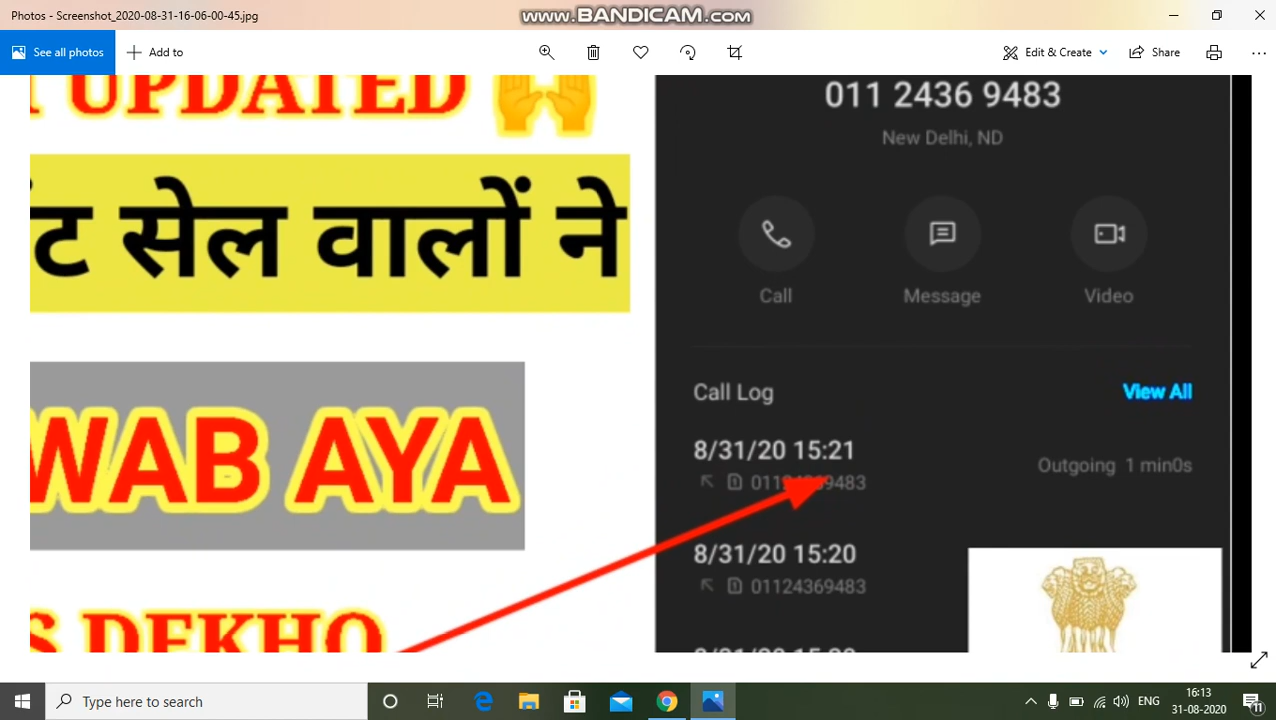 Photos - Screenshot_2020-08-31-16-06-00-45.jpg
www.BANDICAM.com
See all photos
Add to
Edit & Create
Share
UPDATED
011 2436 9483
New Delhi, ND
ंट सेल वालों ने
Call
Message
Video
Call Log
View All
WAB AYA
8/31/20 15:21
Outgoing 1 min0s
01124369483
8/31/20 15:20
01124369483
S DEKHO
Type here to search
ENG
16:13
31-08-2020
11